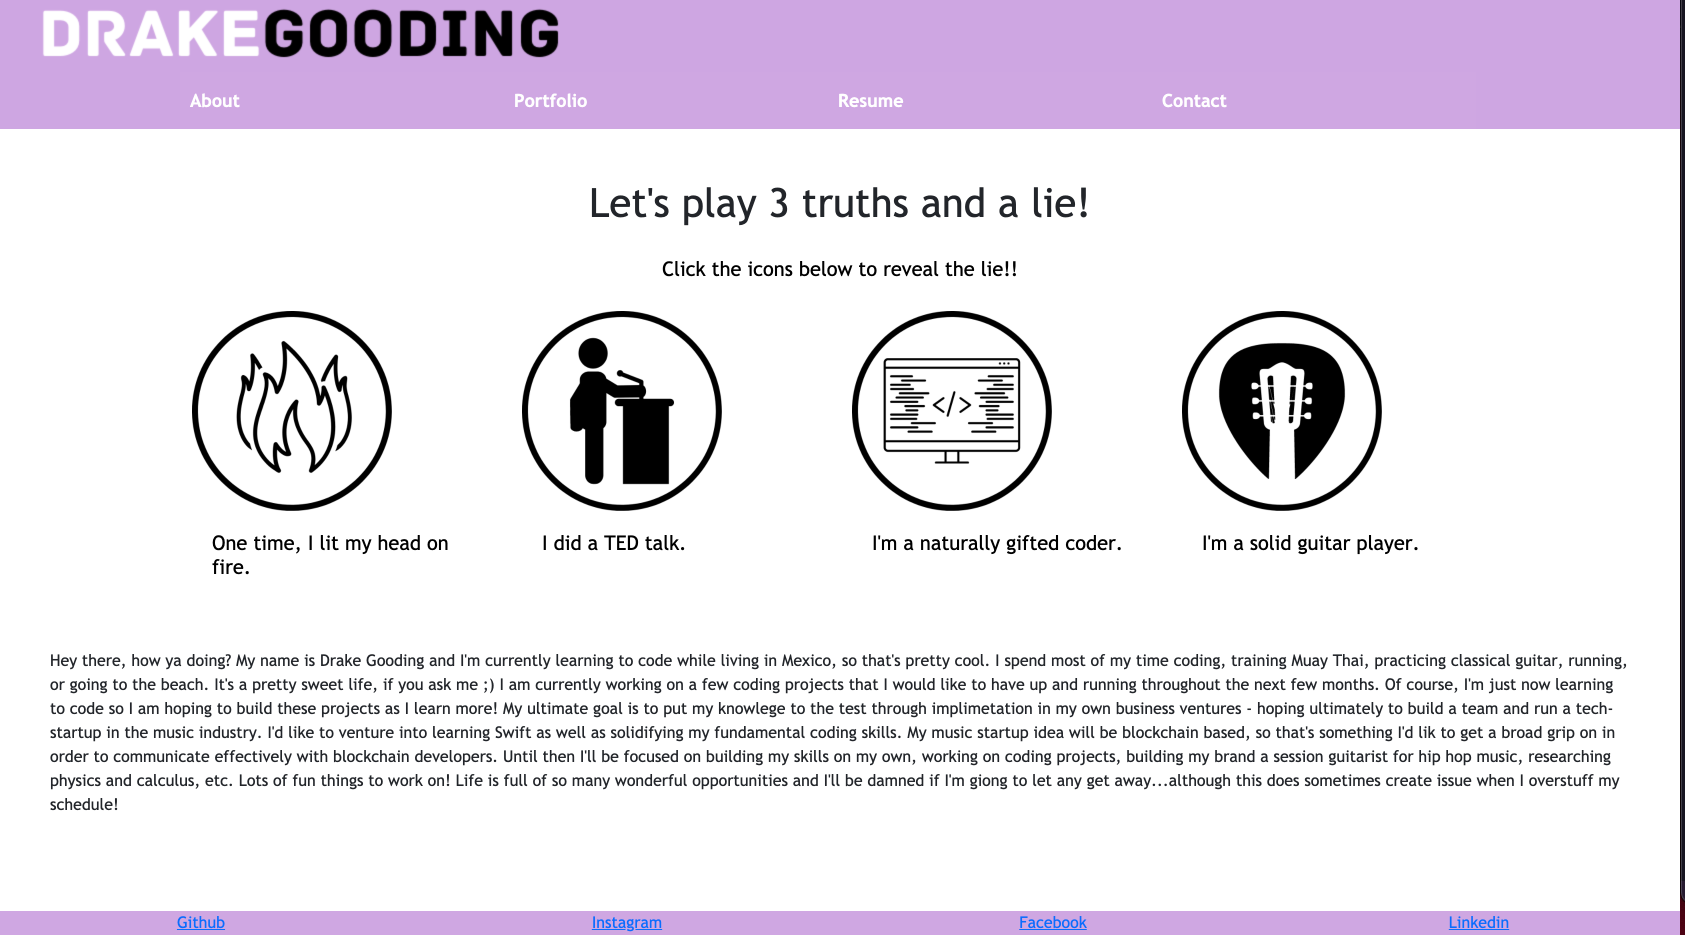 DRAKEGOODING
About Portfolio Resume Contact
Let's play 3 truths and a lie!
Click the icons below to reveal the lie!!
</>
One time, I lit my head on
fire.
I did a TED talk.
I'm a naturally gifted coder.
I'm a solid guitar player.
Hey there, how ya doing? My name is Drake Gooding and I'm currently learning to code while living in Mexico, so that's pretty cool. I spend most of my time coding, training Muay Thai, practicing classical guitar, running,
or going to the beach. It's a pretty sweet life, if you ask me ;) I am currently working on a few coding projects that I would like to have up and running throughout the next few months. Of course, I'm just now learning
to code so I am hoping to build these projects as I learn more! My ultimate goal is to put my knowlege to the test through implimetation in my own business ventures - hoping ultimately to build a team and run a tech-
startup in the music industry. I'd like to venture into learning Swift as well as solidifying my fundamental coding skills. My music startup idea will be blockchain based, so that's something I'd lik to get a broad grip on in
order to communicate effectively with blockchain developers. Until then I'll be focused on building my skills on my own, working on coding projects, building my brand a session guitarist for hip hop music, researching
physics and calculus, etc. Lots of fun things to work on! Life is full of so many wonderful opportunities and I'll be damned if I'm giong to let any get away...although this does sometimes create issue when I overstuff my
schedule!
Github Instagram Facebook Linkedin